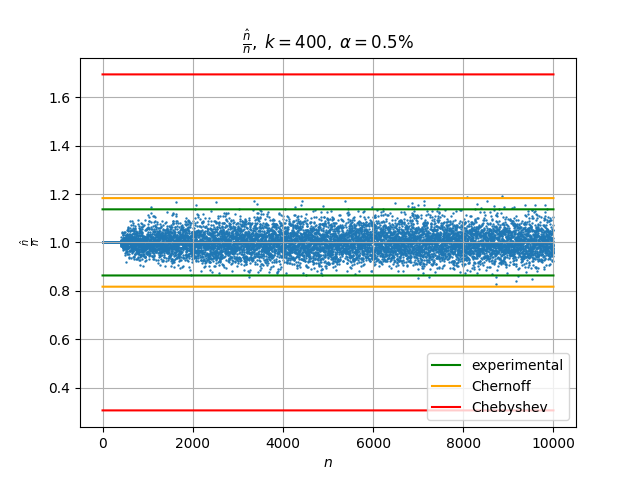 n̂/n, k = 400, α = 0.5%
n̂/n
1.6
1.4
1.2
1.0
0.8
0.6
0.4
experimental
Chernoff
Chebyshev
0 2000 4000 6000 8000 10000
n